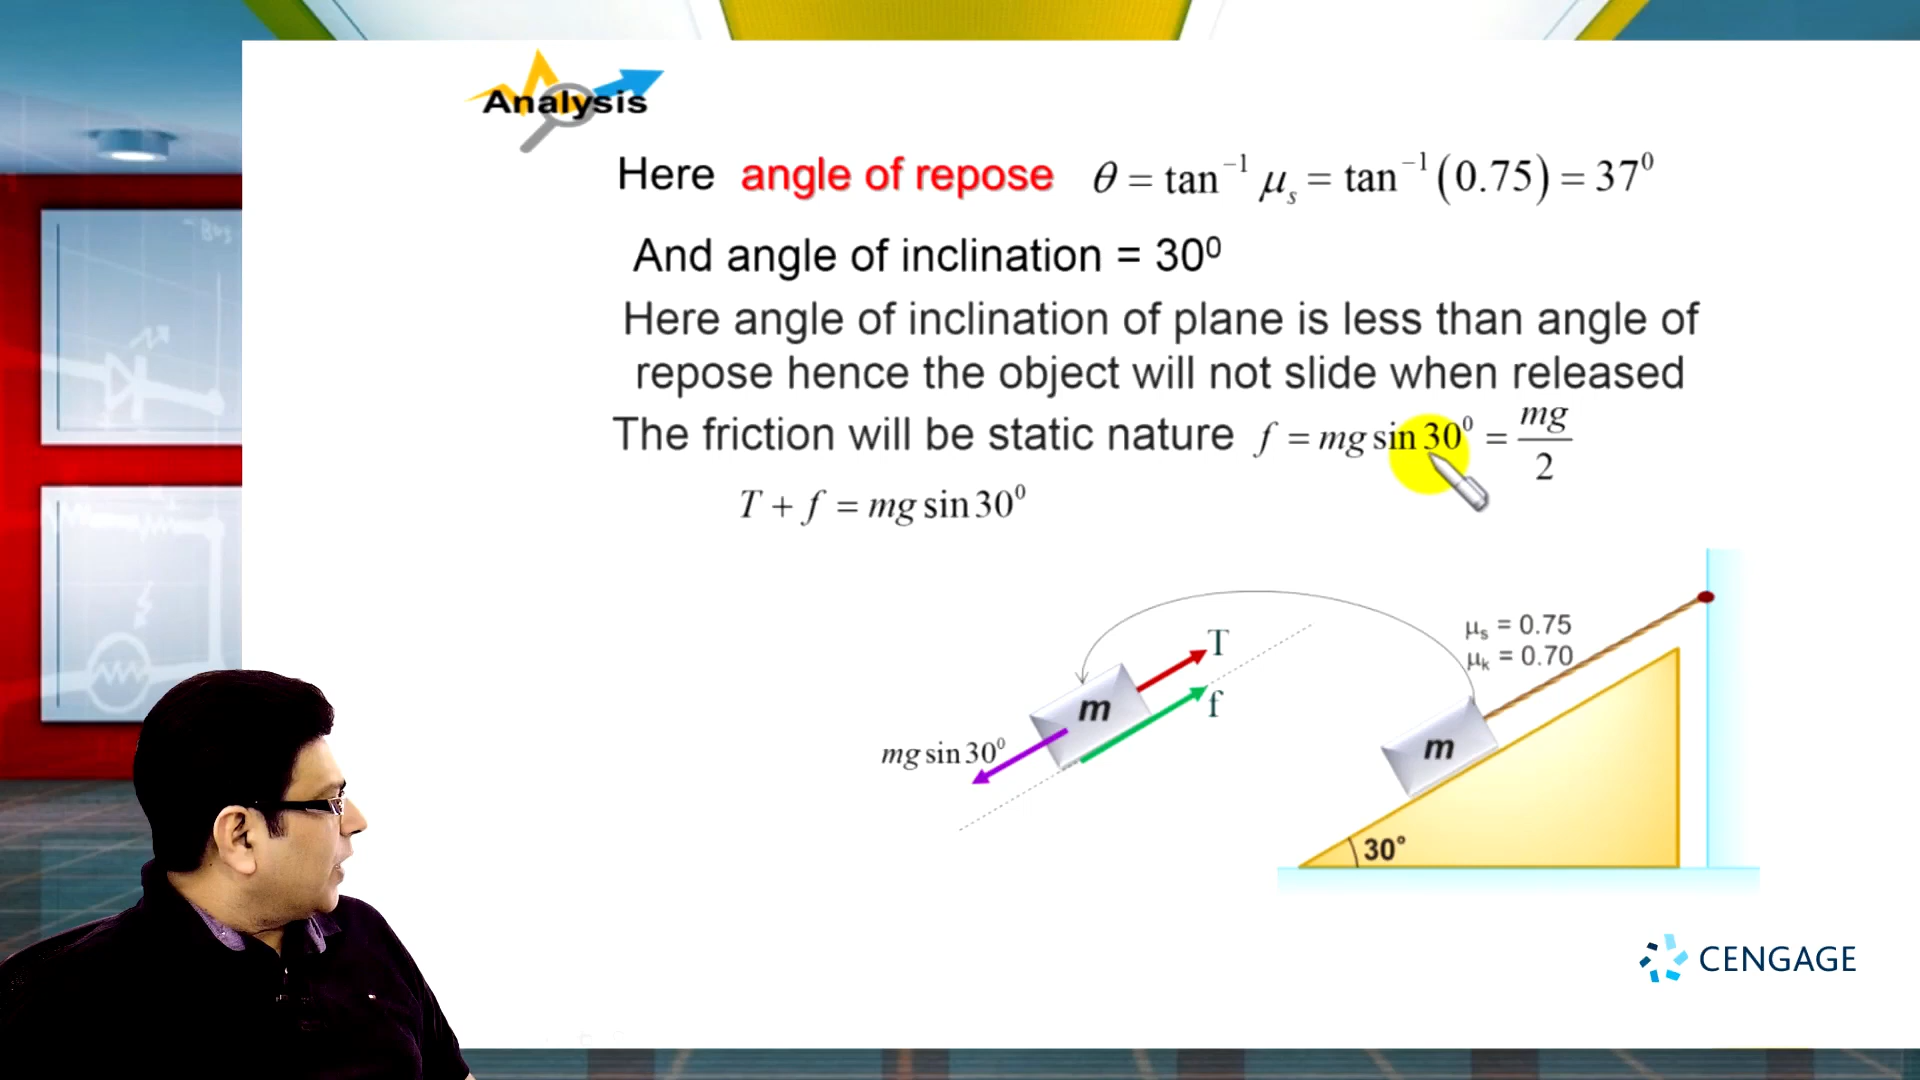 Analysis
Here angle of repose θ = tan⁻¹ μₛ = tan⁻¹ (0.75) = 37⁰
And angle of inclination = 30⁰
Here angle of inclination of plane is less than angle of
repose hence the object will not slide when released
The friction will be static nature f = mg sin 30⁰ = mg/2
T + f = mg sin 30⁰
T
f
m
mg sin 30⁰
μₛ = 0.75
μₖ = 0.70
m
30°
CENGAGE